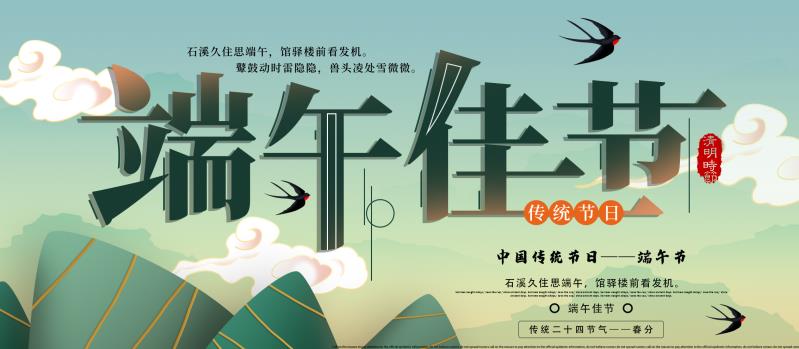 石溪久住思端午，馆驿楼前看发机。
鼙鼓动时雷隐隐，兽头凌处雪微微。
端午佳节
清明時節
传统节日
中国传统节日——端午节
石溪久住思端午，馆驿楼前看发机。
端午佳节
传统二十四节气——春分